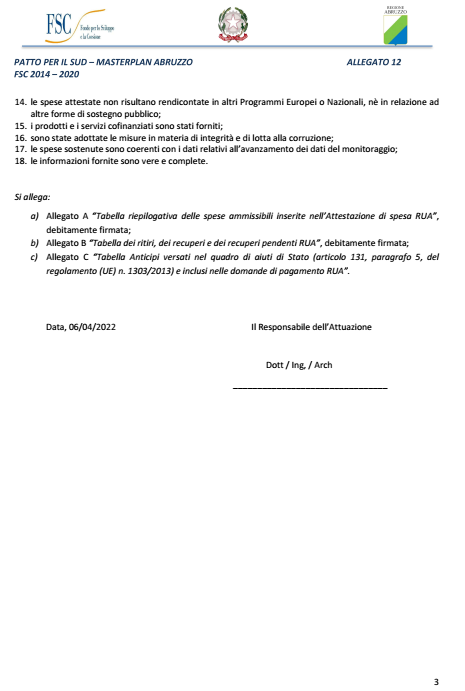 FSC
Fondo per lo Sviluppo
e la Coesione
REGIONE
ABRUZZO
PATTO PER IL SUD – MASTERPLAN ABRUZZO ALLEGATO 12
FSC 2014 – 2020
14. le spese attestate non risultano rendicontate in altri Programmi Europei o Nazionali, nè in relazione ad
altre forme di sostegno pubblico;
15. i prodotti e i servizi cofinanziati sono stati forniti;
16. sono state adottate le misure in materia di integrità e di lotta alla corruzione;
17. le spese sostenute sono coerenti con i dati relativi all'avanzamento dei dati del monitoraggio;
18. le informazioni fornite sono vere e complete.
Si allega:
a) Allegato A "Tabella riepilogativa delle spese ammissibili inserite nell'Attestazione di spesa RUA",
debitamente firmata;
b) Allegato B "Tabella dei ritiri, dei recuperi e dei recuperi pendenti RUA", debitamente firmata;
c) Allegato C "Tabella Anticipi versati nel quadro di aiuti di Stato (articolo 131, paragrafo 5, del
regolamento (UE) n. 1303/2013) e inclusi nelle domande di pagamento RUA".
Data, 06/04/2022 Il Responsabile dell'Attuazione
Dott / Ing, / Arch
3